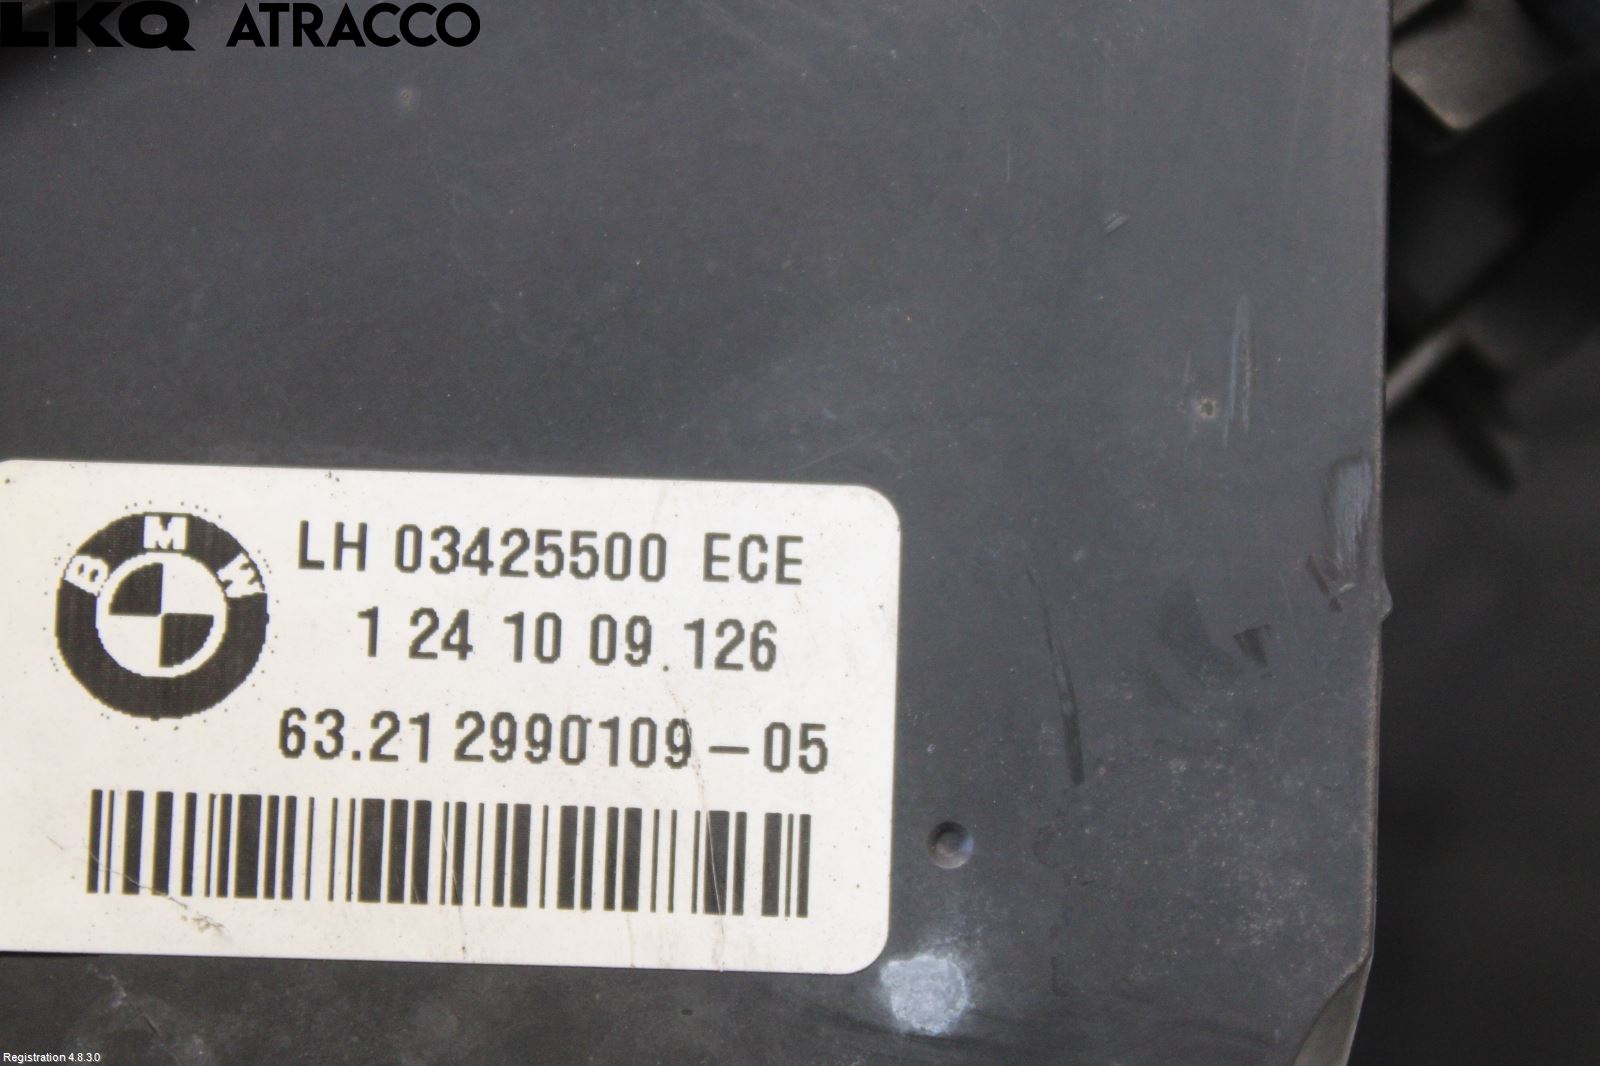 LKQ ATRACCO
BMW
LH 03425500 ECE
1 24 10 09.126
63.21 2990109-05
Registration 4.8.3.0